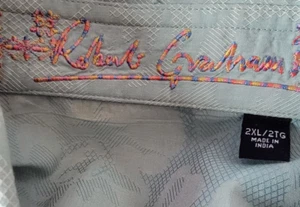 Robert Graham
2XL/2TG
MADE IN
INDIA